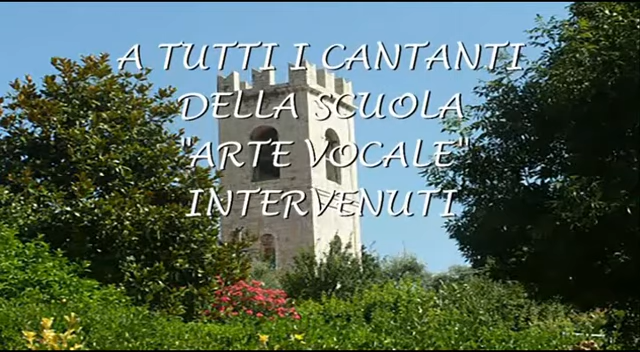 A TUTTI I CANTANTI
DELLA SCUOLA
"ARTE VOCALE"
INTERVENUTI